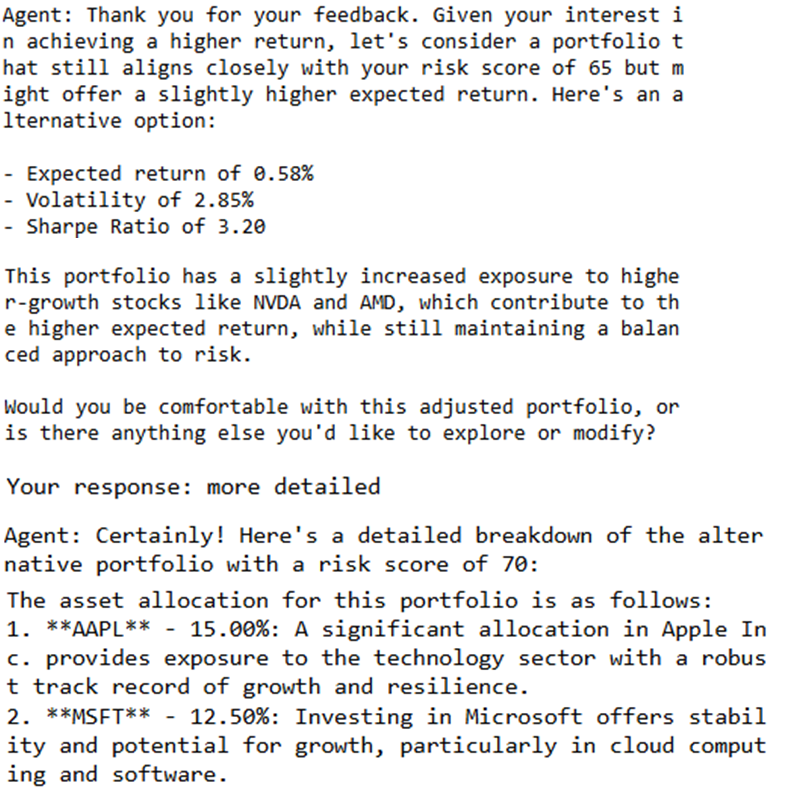 Agent: Thank you for your feedback. Given your interest i
n achieving a higher return, let's consider a portfolio t
hat still aligns closely with your risk score of 65 but m
ight offer a slightly higher expected return. Here's an a
lternative option:
- Expected return of 0.58%
- Volatility of 2.85%
- Sharpe Ratio of 3.20
This portfolio has a slightly increased exposure to highe
r-growth stocks like NVDA and AMD, which contribute to th
e higher expected return, while still maintaining a balan
ced approach to risk.
Would you be comfortable with this adjusted portfolio, or
is there anything else you'd like to explore or modify?
Your response: more detailed
Agent: Certainly! Here's a detailed breakdown of the alter
native portfolio with a risk score of 70:
The asset allocation for this portfolio is as follows:
1. **AAPL** - 15.00%: A significant allocation in Apple In
c. provides exposure to the technology sector with a robus
t track record of growth and resilience.
2. **MSFT** - 12.50%: Investing in Microsoft offers stabil
ity and potential for growth, particularly in cloud comput
ing and software.